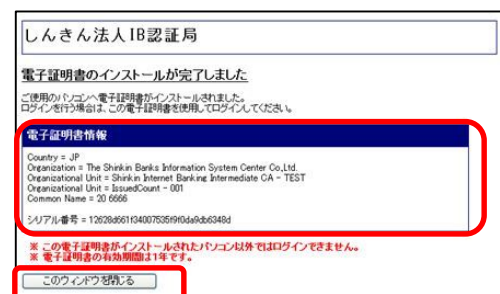 しんきん法人IB認証局
電子証明書のインストールが完了しました
ご使用のパソコンへ電子証明書がインストールされました。
ログインを行う場合は、この電子証明書を使用してログインしてください。
電子証明書情報
Country = JP
Organization = The Shinkin Banks Information System Center Co.,Ltd.
Organizational Unit = Shinkin Internet Banking Intermediate CA - TEST
Organizational Unit = IssuedCount - 001
Common Name = 20 6666
シリアル番号 =
※ この電子証明書がインストールされたパソコン以外ではログインできません。
※ 電子証明書の有効期間は1年です。
このウィンドウを閉じる